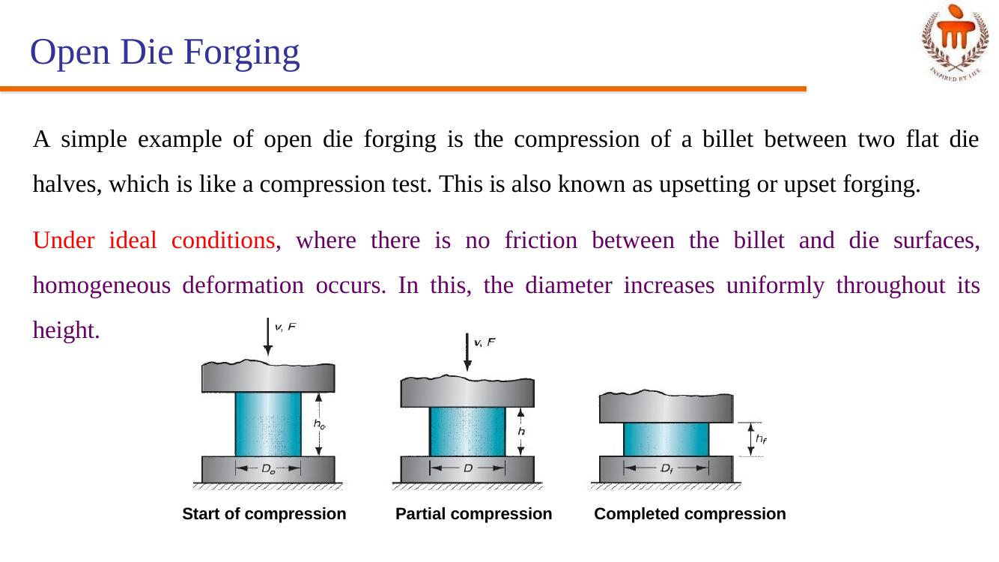 Open Die Forging
INSPIRED BY LIFE
A simple example of open die forging is the compression of a billet between two flat die
halves, which is like a compression test. This is also known as upsetting or upset forging.
Under ideal conditions, where there is no friction between the billet and die surfaces,
homogeneous deformation occurs. In this, the diameter increases uniformly throughout its
height.
v, F
v, F
hₒ
h
h_f
Dₒ
D
D_f
Start of compression
Partial compression
Completed compression